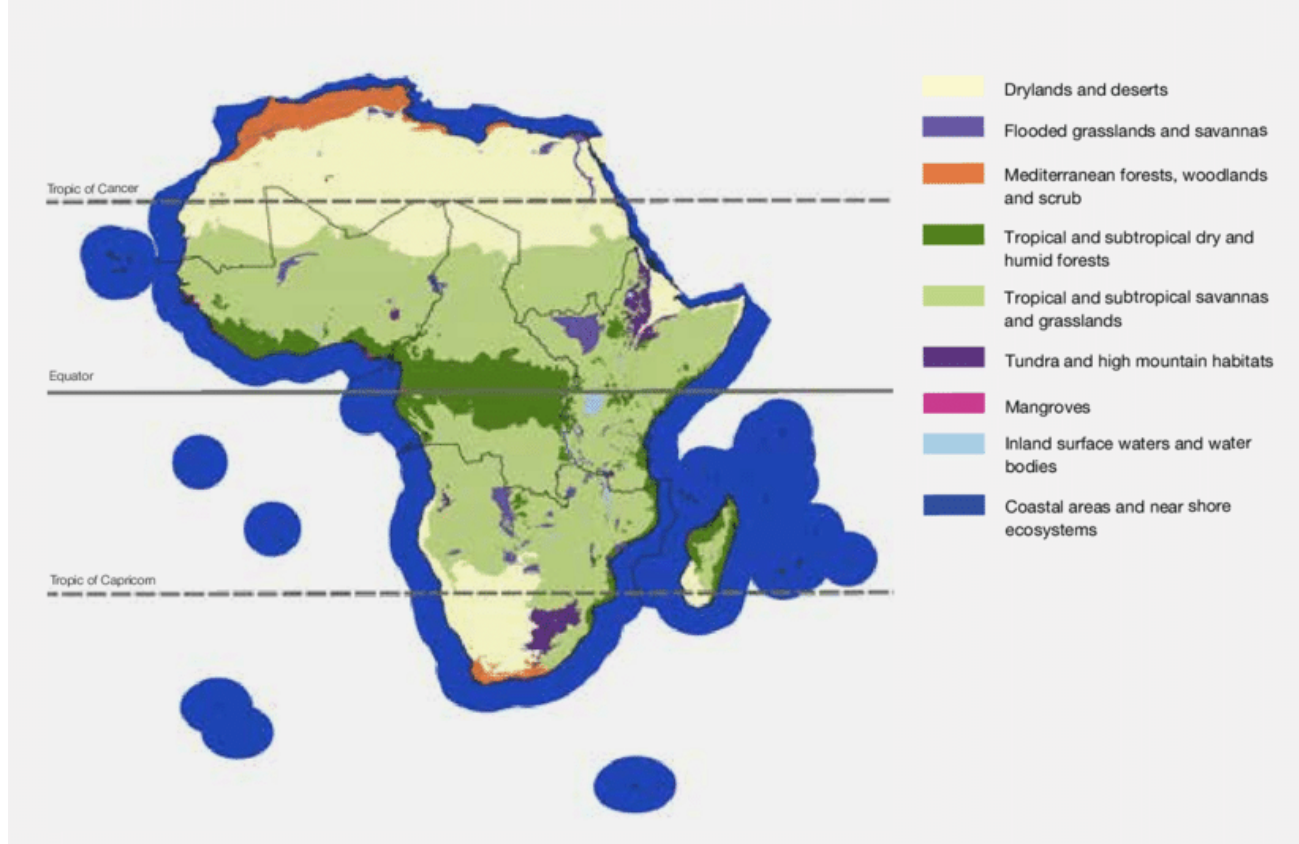 Drylands and deserts
Flooded grasslands and savannas
Mediterranean forests, woodlands
and scrub
Tropical and subtropical dry and
humid forests
Tropical and subtropical savannas
and grasslands
Tundra and high mountain habitats
Mangroves
Inland surface waters and water
bodies
Coastal areas and near shore
ecosystems
Tropic of Cancer
Equator
Tropic of Capricorn